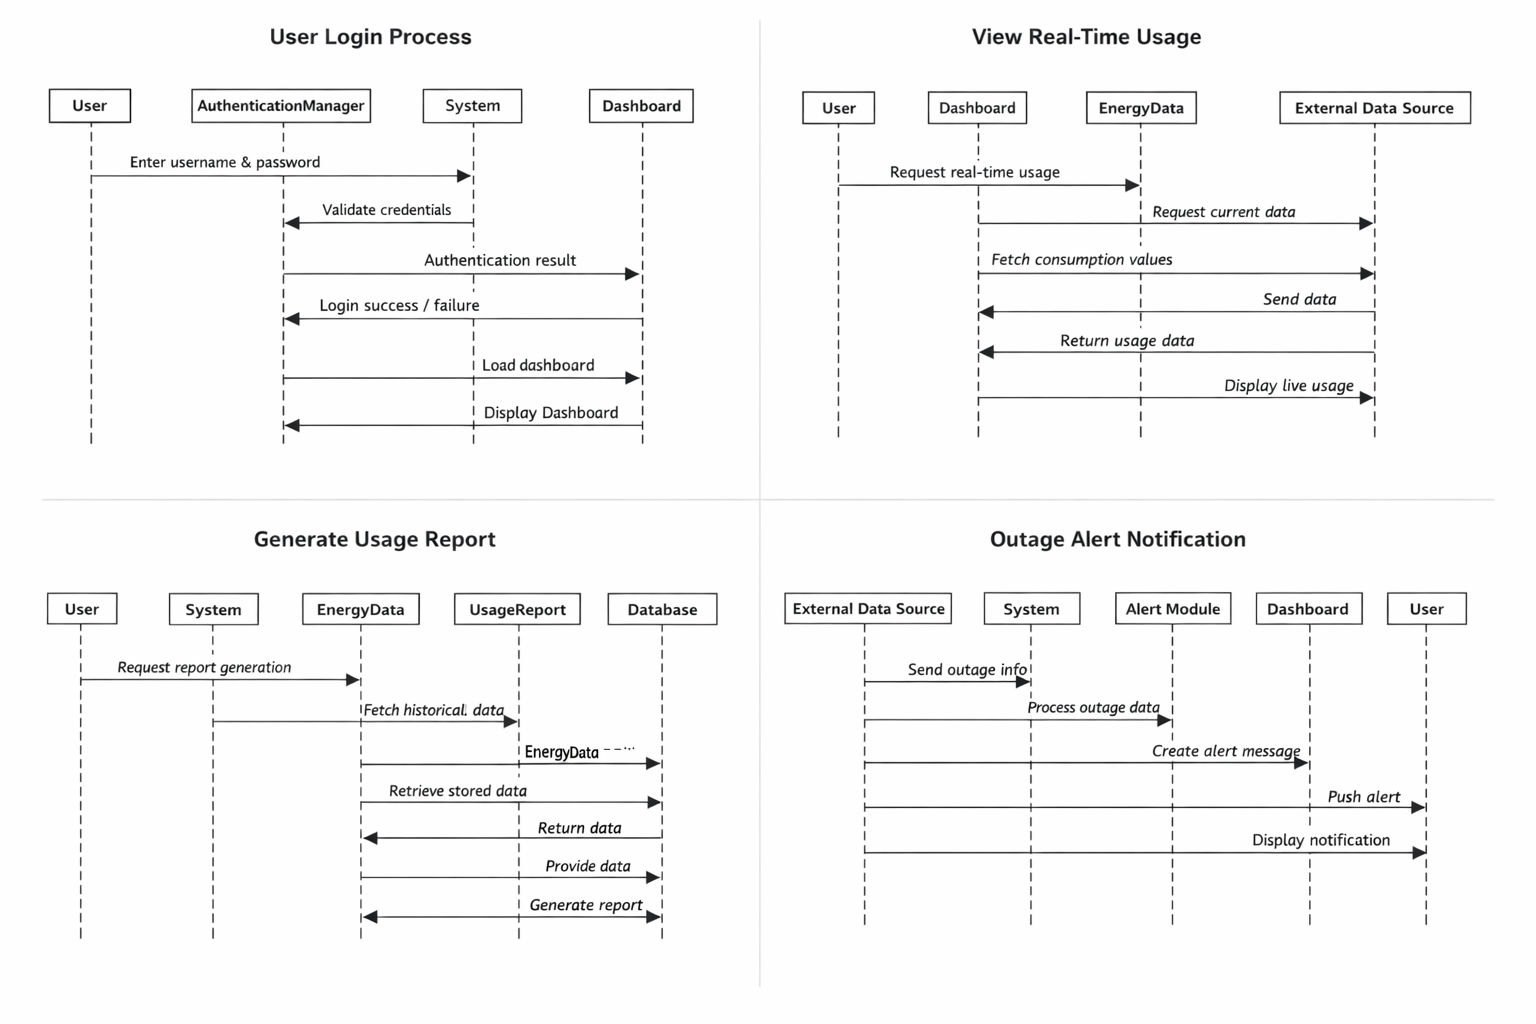 User Login Process
User
AuthenticationManager
System
Dashboard
Enter username & password
Validate credentials
Authentication result
Login success / failure
Load dashboard
Display Dashboard
View Real-Time Usage
User
Dashboard
EnergyData
External Data Source
Request real-time usage
Request current data
Fetch consumption values
Send data
Return usage data
Display live usage
Generate Usage Report
User
System
EnergyData
UsageReport
Database
Request report generation
Fetch historical. data
EnergyData
Retrieve stored data
Return data
Provide data
Generate report
Outage Alert Notification
External Data Source
System
Alert Module
Dashboard
User
Send outage info
Process outage data
Create alert message
Push alert
Display notification